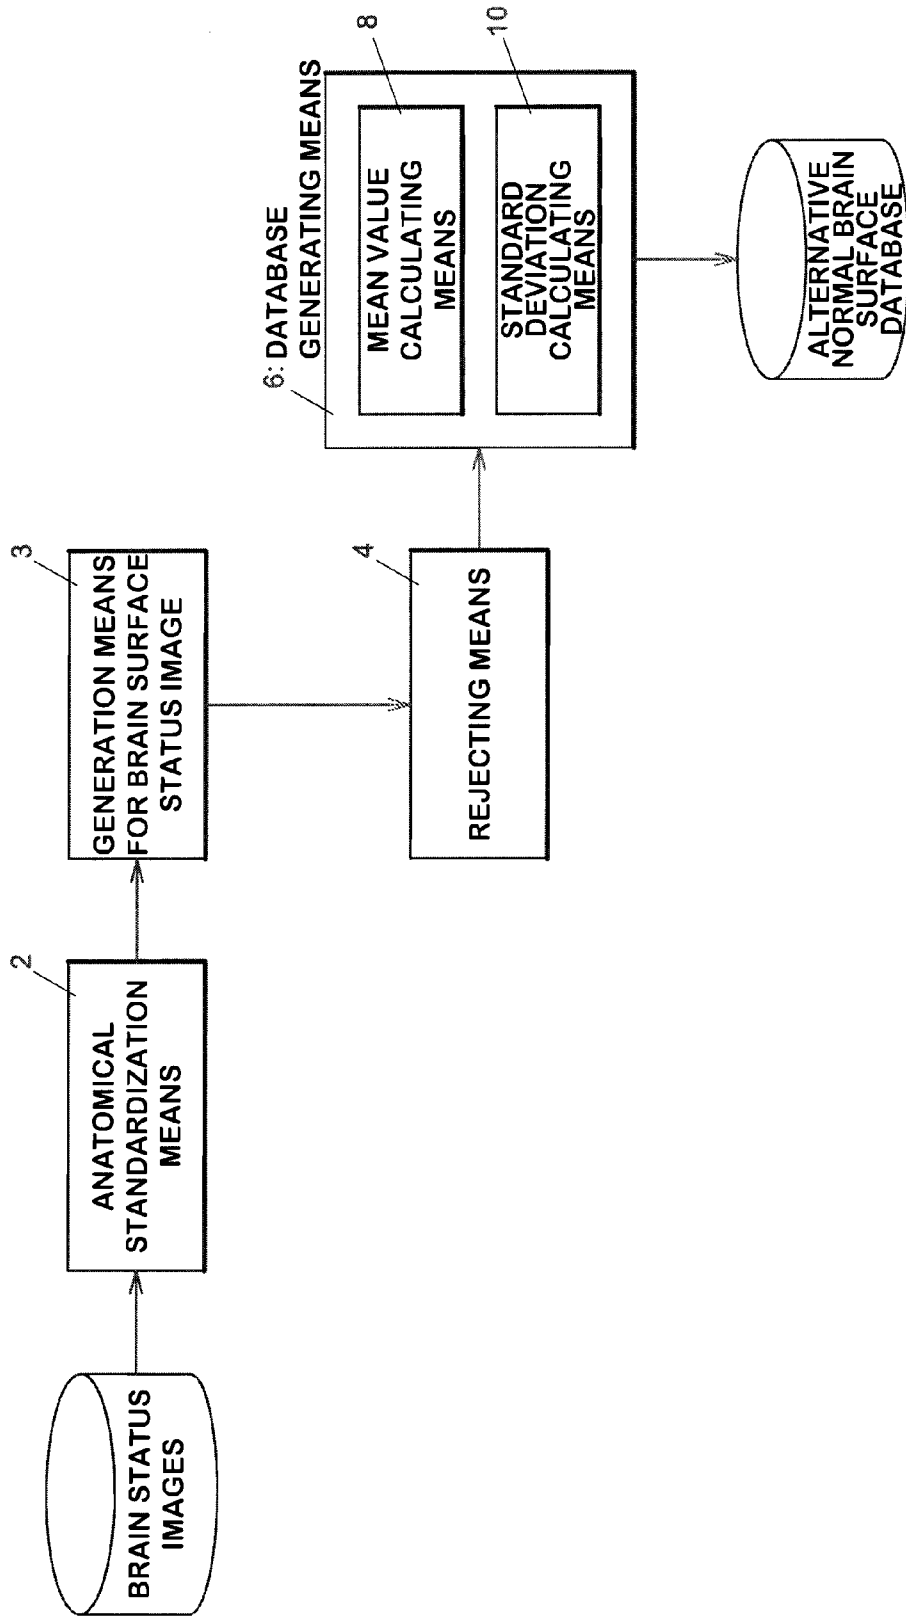 BRAIN STATUS
IMAGES
2
ANATOMICAL
STANDARDIZATION
MEANS
3
GENERATION MEANS
FOR BRAIN SURFACE
STATUS IMAGE
4
REJECTING MEANS
6: DATABASE
GENERATING MEANS
8
MEAN VALUE
CALCULATING
MEANS
10
STANDARD
DEVIATION
CALCULATING
MEANS
ALTERNATIVE
NORMAL BRAIN
SURFACE
DATABASE